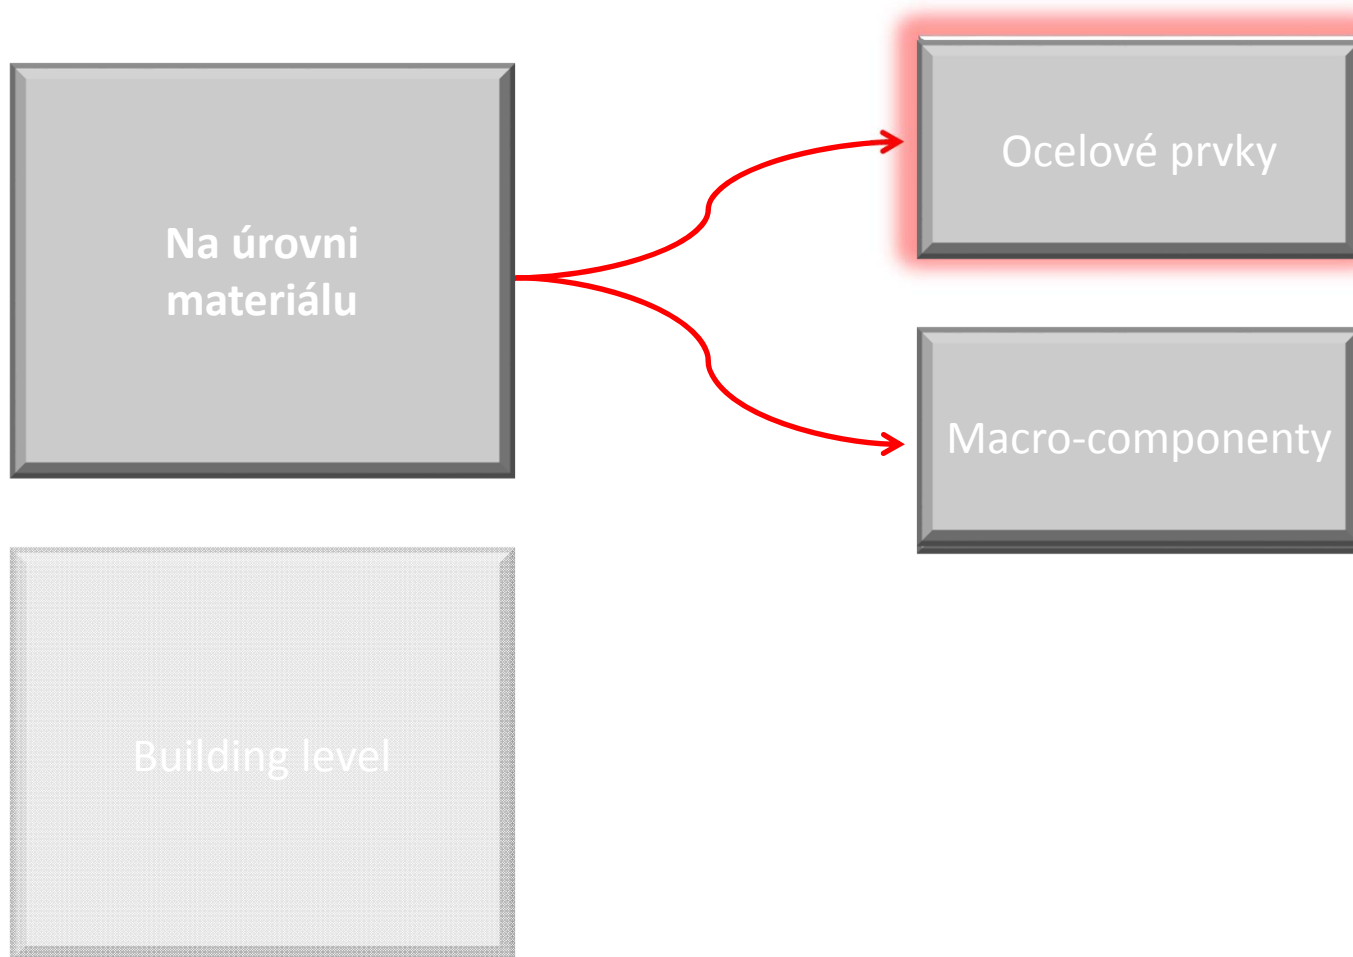 Na úrovni
materiálu
Ocelové prvky
Macro-componenty
Building level